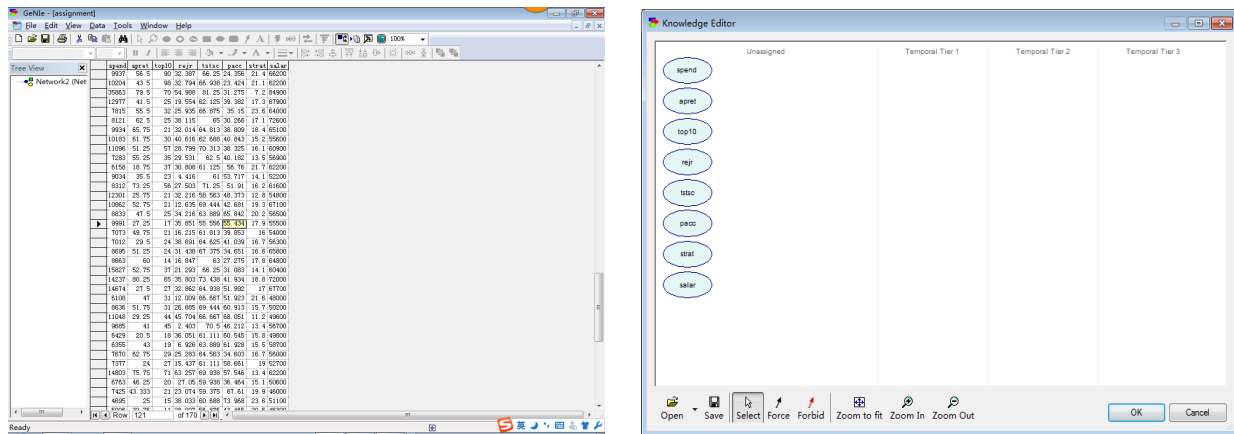 GeNIe - [assignment]
File Edit View Data Tools Window Help
100%
Tree View
Network2 (Net
spend apret top10 rejr tstsc pacc strat salar
9937 56.5 90 32.387 66.25 24.356 21.4 66200
10204 43.5 98 32.794 66.938 23.424 21.1 62200
35863 79.5 70 54.988 81.25 31.275 7.2 84900
12977 41.5 25 19.554 62.125 39.382 17.3 67900
7815 55.5 32 25.935 66.875 35.15 23.6 64000
8121 62.5 25 38.115 65 30.266 17.1 72600
9934 65.75 21 32.014 64.813 38.809 18.4 65100
10183 61.75 30 40.616 62.688 40.843 15.2 55600
11096 51.25 57 28.799 70.313 38.325 16.1 60900
7283 55.25 35 29.531 62.5 40.182 13.5 56900
6158 18.75 37 30.808 61.125 56.76 21.7 62200
9034 35.5 23 4.416 61 53.717 14.1 52200
8312 73.25 56 27.503 71.25 51.91 16.2 61600
12301 25.75 21 32.216 58.563 48.373 12.8 54800
10862 52.75 21 12.635 69.444 42.681 19.3 67100
8833 47.5 25 34.216 63.889 65.842 20.2 56500
9991 27.25 17 35.851 55.556 55.434 17.9 55500
7073 49.75 21 16.215 61.813 39.853 16 54000
7012 29.5 24 38.691 64.625 41.039 16.7 56300
8695 51.25 24 31.438 67.375 34.651 16.6 65800
8663 60 14 16.847 63 27.275 17.8 64800
15827 52.75 37 21.293 66.25 31.083 14.1 60400
14237 80.25 65 35.803 73.438 41.934 18.8 72000
14674 27.5 27 32.862 64.938 51.992 17 67700
6108 47 31 12.009 66.667 51.923 21.6 48000
8636 51.75 31 26.885 69.444 60.913 15.7 50200
11048 29.25 44 45.704 66.667 68.051 11.2 49600
9685 41 45 2.403 70.5 46.212 13.4 56700
6429 20.5 18 36.051 61.111 60.545 15.8 49800
6355 43 19 6.926 63.889 61.928 15.5 58700
7670 62.75 29 25.283 64.563 34.603 16.7 56000
7377 24 27 15.437 61.111 58.661 19 52700
14803 75.75 71 63.257 69.938 57.546 13.4 62200
6763 46.25 20 27.05 59.938 36.464 15.1 50600
7425 43.333 21 23.074 59.375 67.61 19.9 46000
4695 25 15 38.033 60.688 73.968 23.6 51100
Row 121 of 170
Ready
英
Knowledge Editor
Unassigned Temporal Tier 1 Temporal Tier 2 Temporal Tier 3
spend
apret
top10
rejr
tstsc
pacc
strat
salar
Open Save Select Force Forbid Zoom to fit Zoom In Zoom Out
OK Cancel